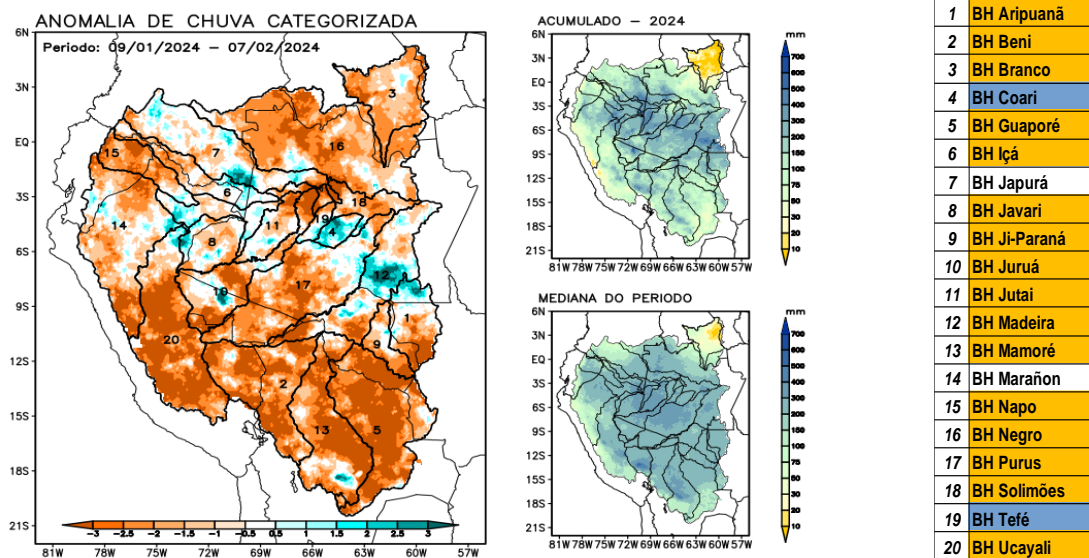 ANOMALIA DE CHUVA CATEGORIZADA
Periodo: 09/01/2024 – 07/02/2024
6N
3N
EQ
3S
6S
9S
12S
15S
18S
21S
81W 78W 75W 72W 69W 66W 63W 60W 57W
-3 -2.5 -2 -1.5 -1 -0.5 0.5 1 1.5 2 2.5 3
3
16
15
7
6
18
19
4
14
8
11
12
10
17
1
20
9
2
13
5
ACUMULADO – 2024
mm
6N
3N
EQ
3S
6S
9S
12S
15S
18S
21S
81W 78W 75W 72W 69W 66W 63W 60W 57W
700
600
500
400
300
200
150
100
75
50
30
20
10
MEDIANA DO PERIODO
mm
6N
3N
EQ
3S
6S
9S
12S
15S
18S
21S
81W 78W 75W 72W 69W 66W 63W 60W 57W
700
600
500
400
300
200
150
100
75
50
30
20
10
1 BH Aripuanã
2 BH Beni
3 BH Branco
4 BH Coari
5 BH Guaporé
6 BH Içá
7 BH Japurá
8 BH Javari
9 BH Ji-Paraná
10 BH Juruá
11 BH Jutai
12 BH Madeira
13 BH Mamoré
14 BH Marañon
15 BH Napo
16 BH Negro
17 BH Purus
18 BH Solimões
19 BH Tefé
20 BH Ucayali